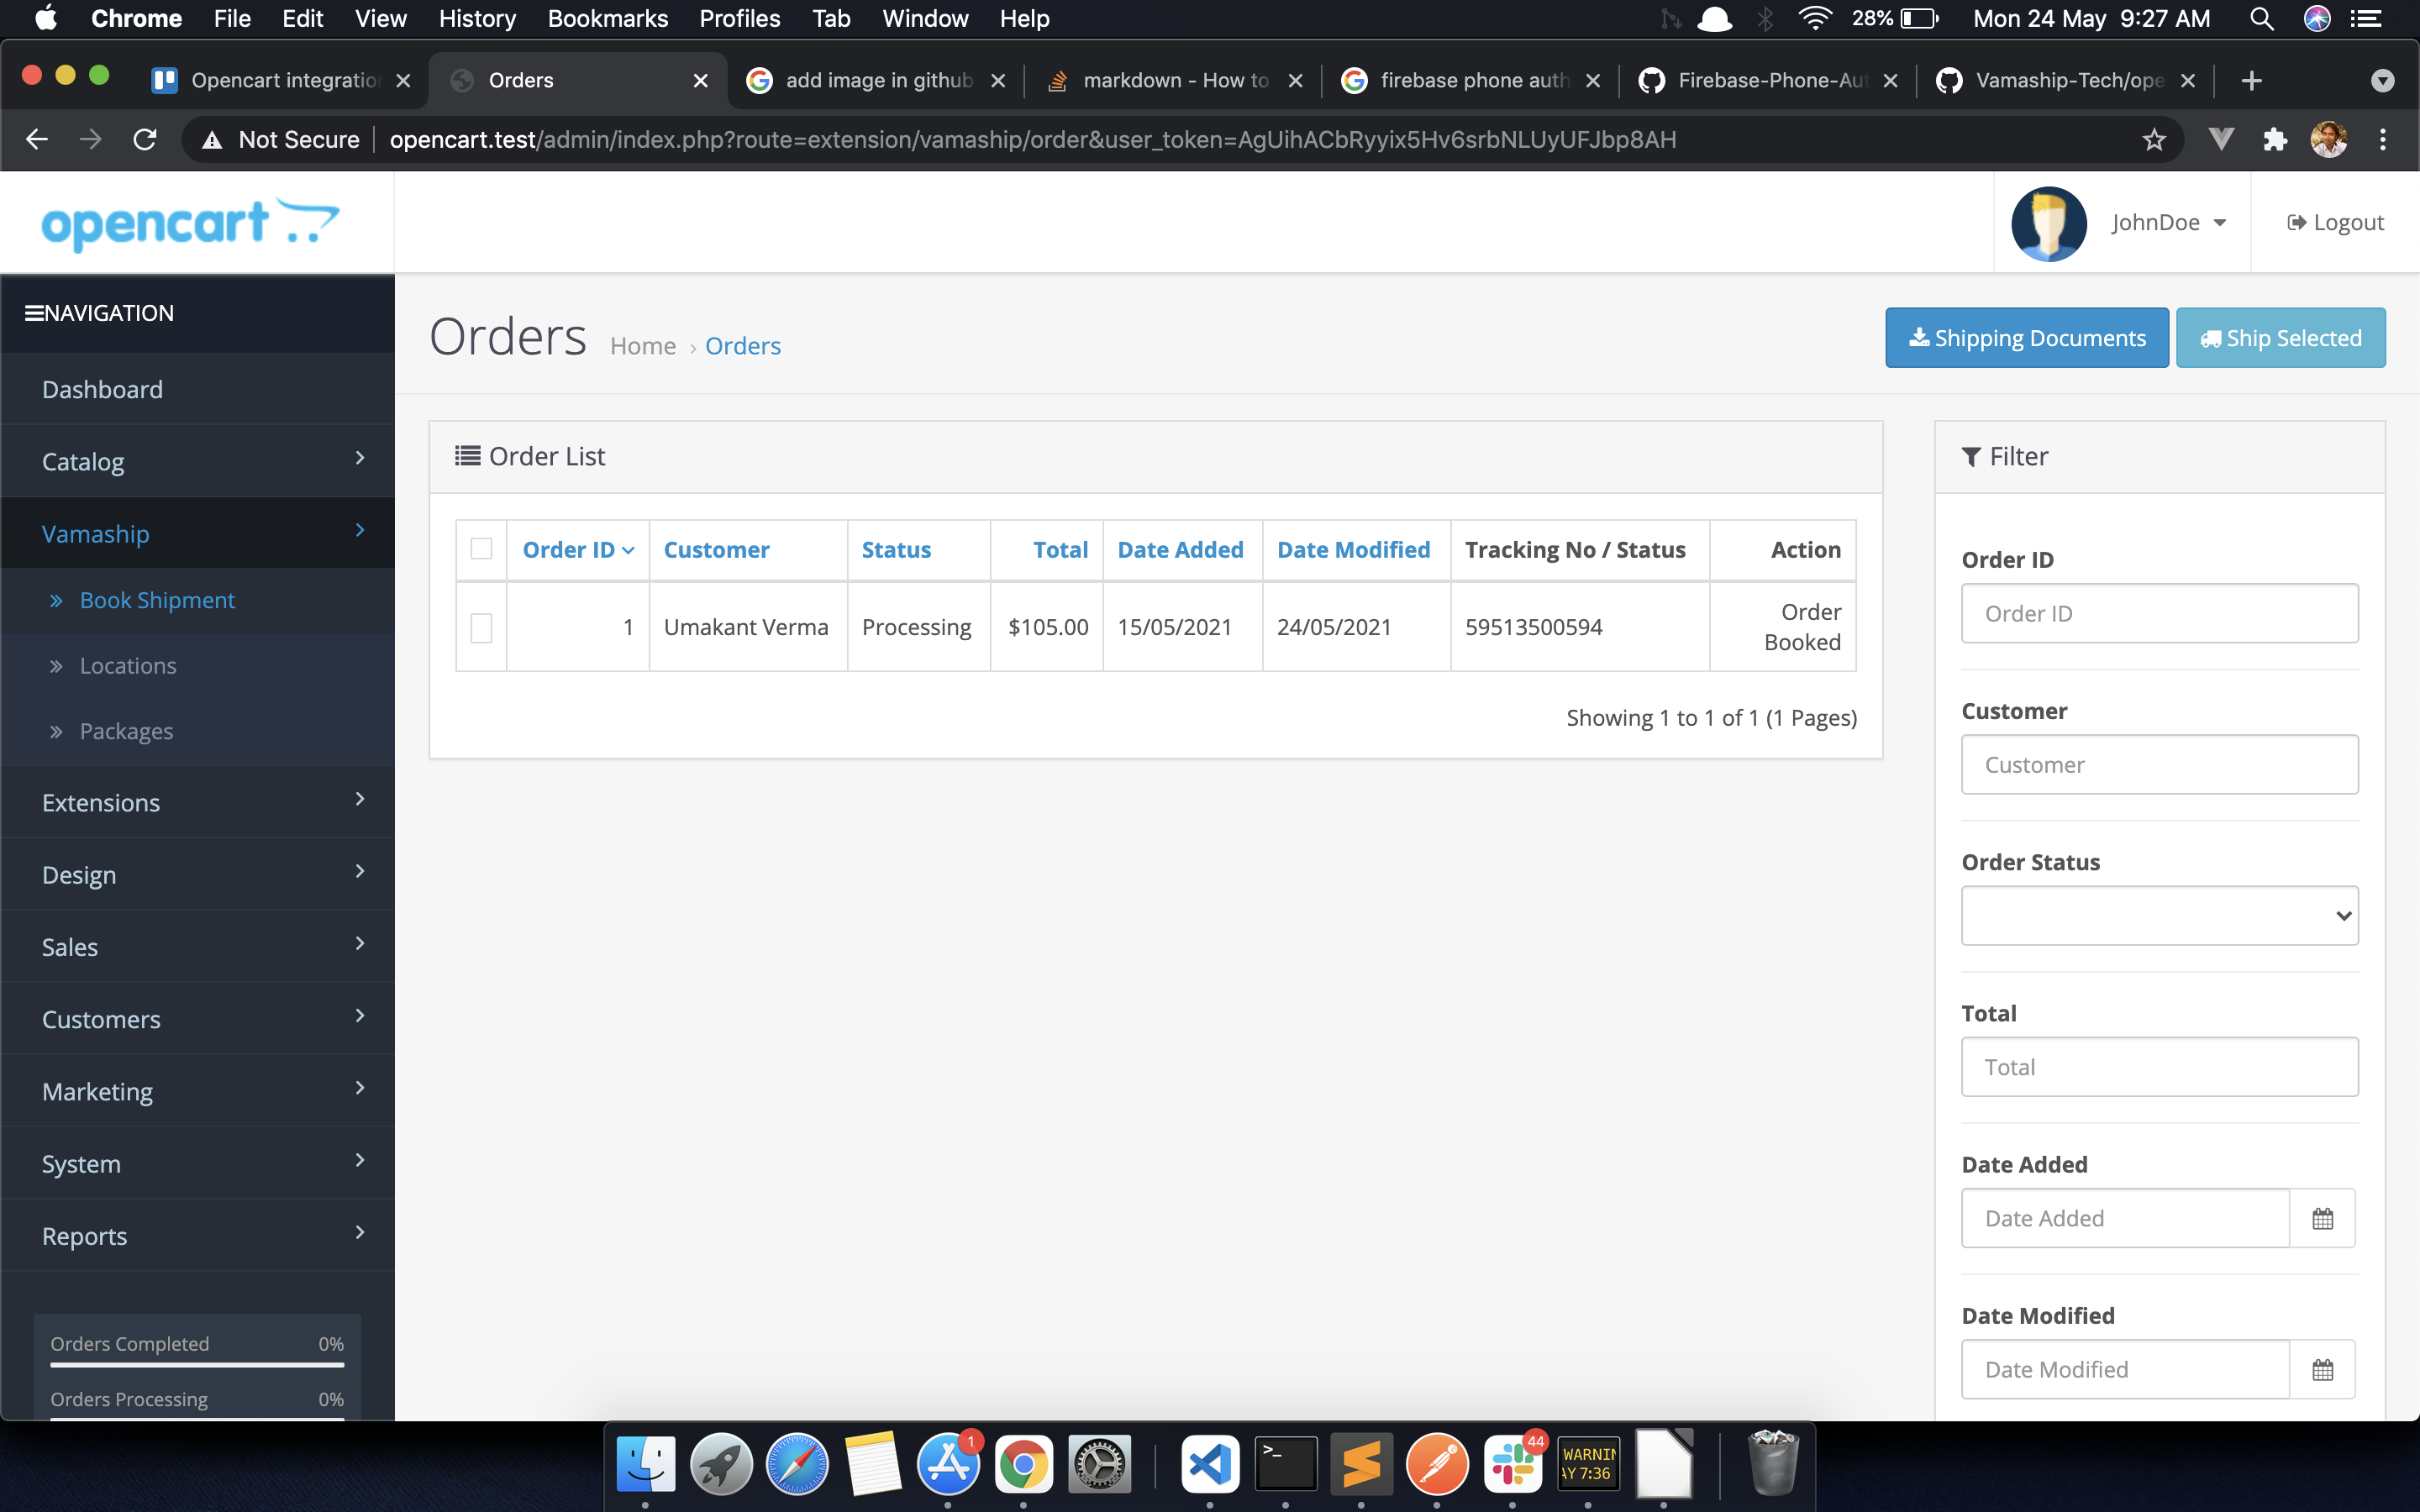 Chrome File Edit View History Bookmarks Profiles Tab Window Help 28% Mon 24 May 9:27 AM
Opencart integration Orders add image in github markdown - How to firebase phone auth Firebase-Phone-Aut Vamaship-Tech/ope
Not Secure opencart.test/admin/index.php?route=extension/vamaship/order&user_token=AgUihACbRyyix5Hv6srbNLUyUFJbp8AH
opencart JohnDoe Logout
NAVIGATION
Dashboard
Catalog
Vamaship
» Book Shipment
» Locations
» Packages
Extensions
Design
Sales
Customers
Marketing
System
Reports
Orders Completed 0%
Orders Processing 0%
Orders Home › Orders
Shipping Documents Ship Selected
Order List
Order ID Customer Status Total Date Added Date Modified Tracking No / Status Action
1 Umakant Verma Processing $105.00 15/05/2021 24/05/2021 59513500594 Order
Booked
Showing 1 to 1 of 1 (1 Pages)
Filter
Order ID
Order ID
Customer
Customer
Order Status
Total
Total
Date Added
Date Added
Date Modified
Date Modified
1
44
WARNIN
AY 7:36